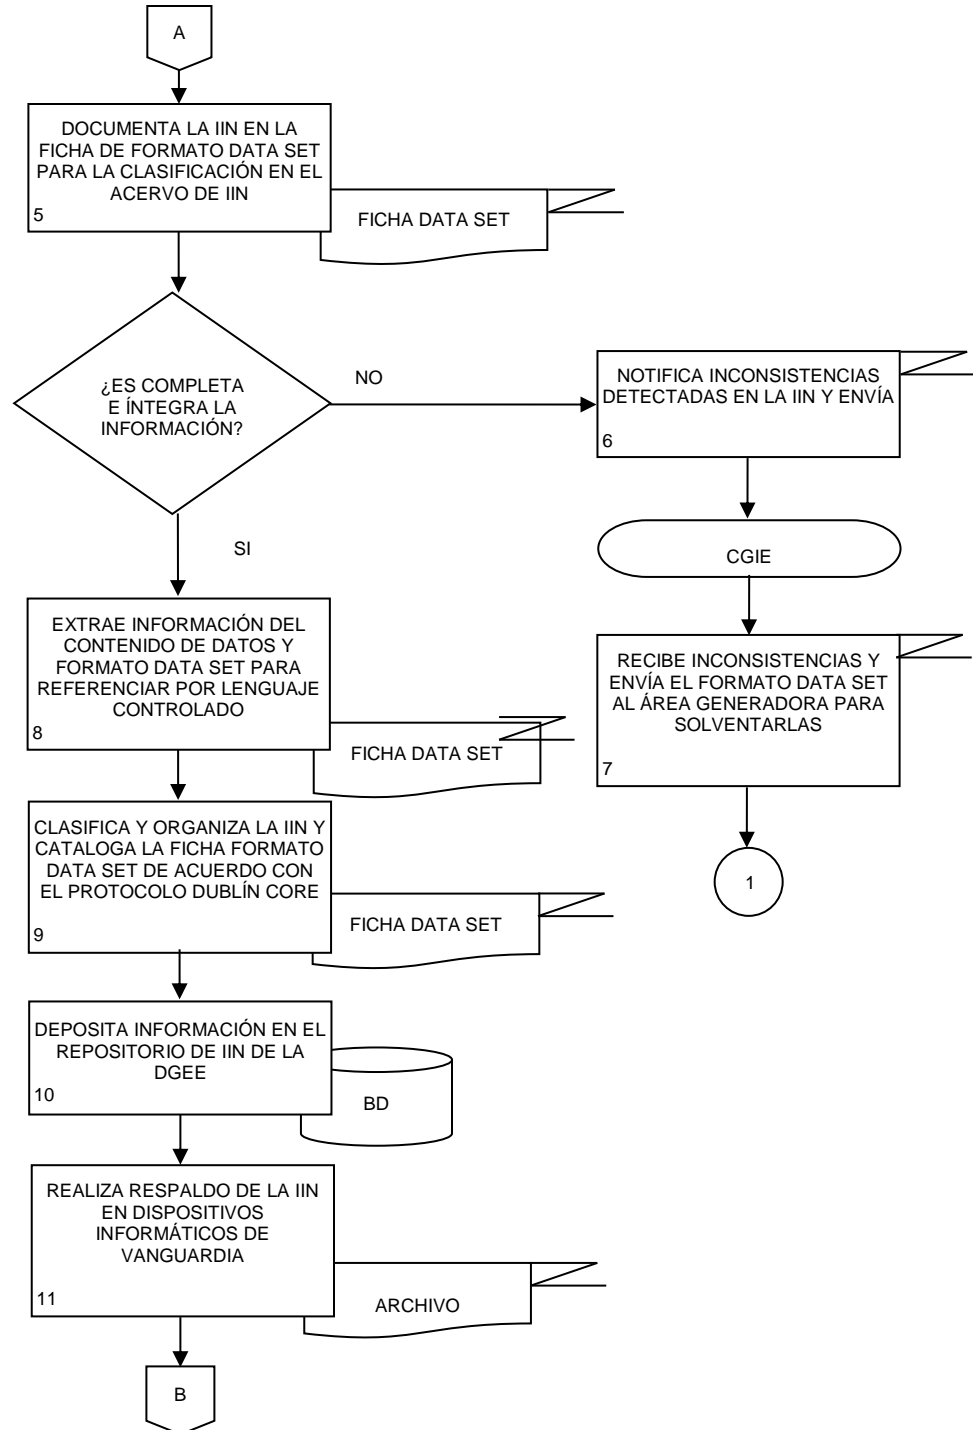 A
DOCUMENTA LA IIN EN LA
FICHA DE FORMATO DATA SET
PARA LA CLASIFICACIÓN EN EL
ACERVO DE IIN
5
FICHA DATA SET
¿ES COMPLETA
E ÍNTEGRA LA
INFORMACIÓN?
NO
NOTIFICA INCONSISTENCIAS
DETECTADAS EN LA IIN Y ENVÍA
6
CGIE
RECIBE INCONSISTENCIAS Y
ENVÍA EL FORMATO DATA SET
AL ÁREA GENERADORA PARA
SOLVENTARLAS
7
1
SI
EXTRAE INFORMACIÓN DEL
CONTENIDO DE DATOS Y
FORMATO DATA SET PARA
REFERENCIAR POR LENGUAJE
CONTROLADO
8
FICHA DATA SET
CLASIFICA Y ORGANIZA LA IIN Y
CATALOGA LA FICHA FORMATO
DATA SET DE ACUERDO CON
EL PROTOCOLO DUBLÍN CORE
9
FICHA DATA SET
DEPOSITA INFORMACIÓN EN EL
REPOSITORIO DE IIN DE LA
DGEE
10
BD
REALIZA RESPALDO DE LA IIN
EN DISPOSITIVOS
INFORMÁTICOS DE
VANGUARDIA
11
ARCHIVO
B